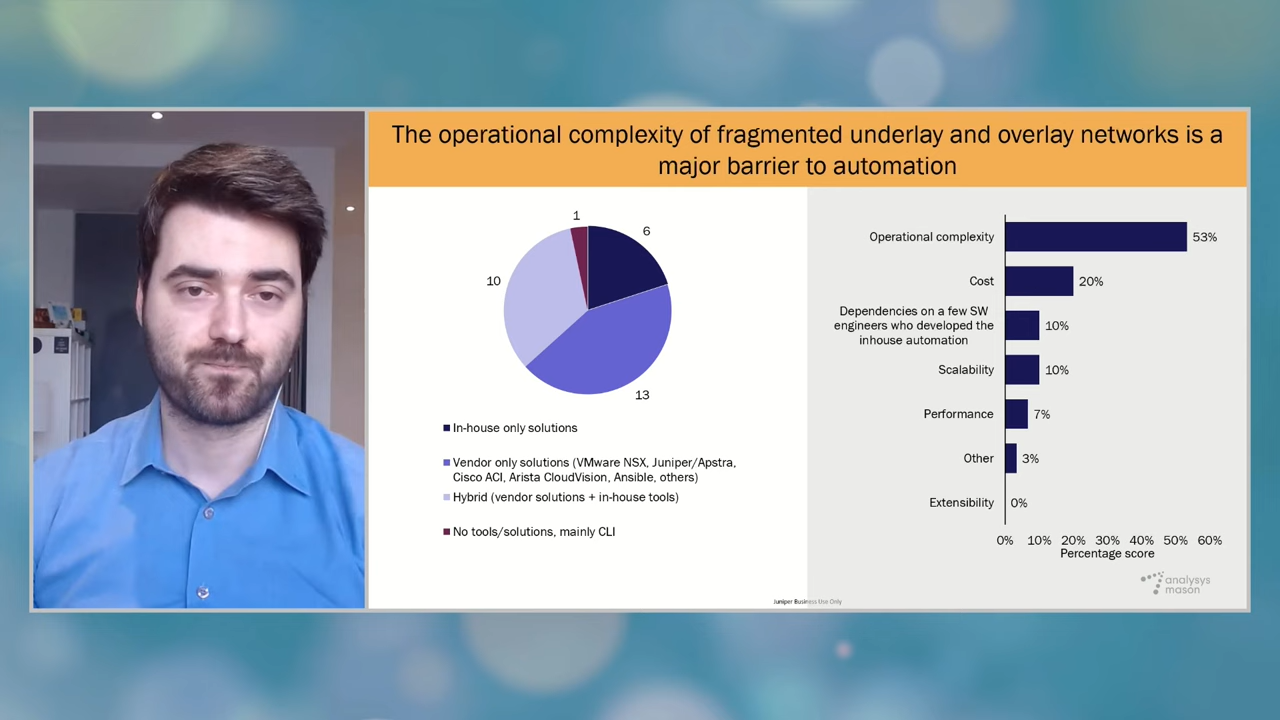 The operational complexity of fragmented underlay and overlay networks is a
major barrier to automation
1
6
10
13
In-house only solutions
Vendor only solutions (VMware NSX, Juniper/Apstra,
Cisco ACI, Arista CloudVision, Ansible, others)
Hybrid (vendor solutions + in-house tools)
No tools/solutions, mainly CLI
Operational complexity
53%
Cost
20%
Dependencies on a few SW
engineers who developed the
inhouse automation
10%
Scalability
10%
Performance
7%
Other
3%
Extensibility
0%
0% 10% 20% 30% 40% 50% 60%
Percentage score
analysys
mason
Juniper Business Use Only